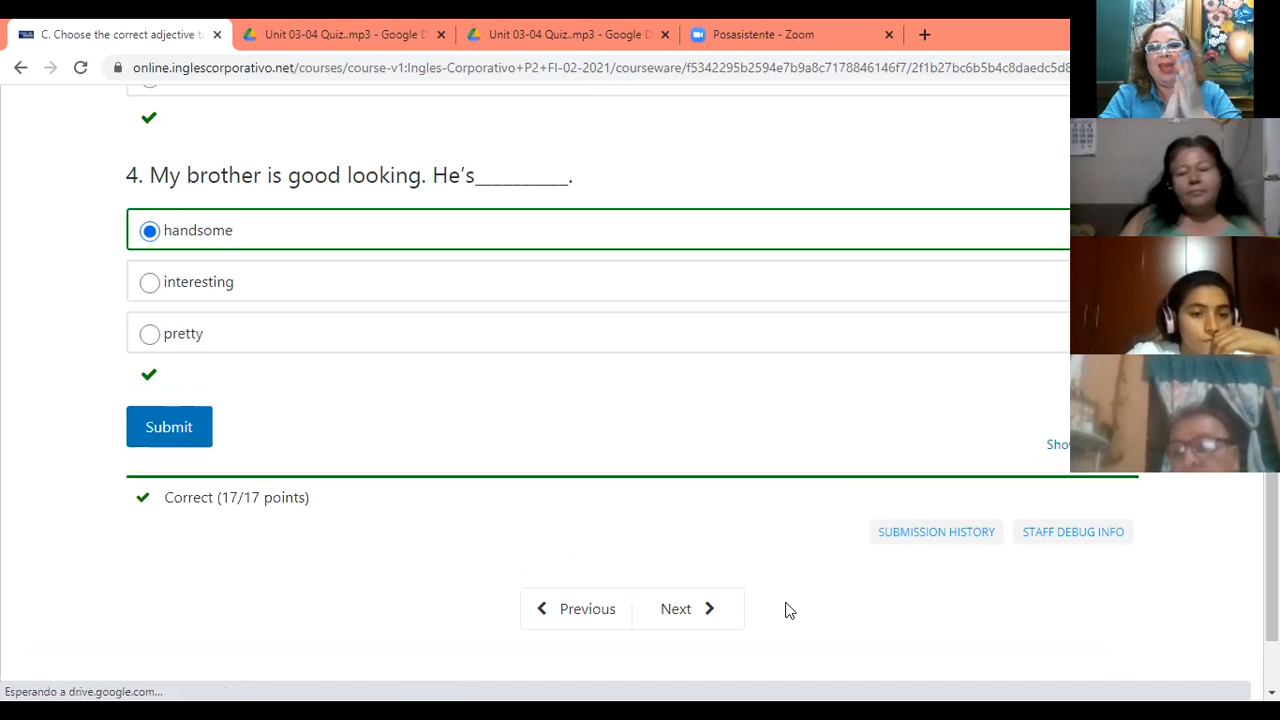 C. Choose the correct adjective t
Unit 03-04 Quiz..mp3 - Google D
Unit 03-04 Quiz..mp3 - Google D
Posasistente - Zoom
online.inglescorporativo.net/courses/course-v1:Ingles-Corporativo+P2+FI-02-2021/courseware/f5342295b2594e7b9a8c7178846146f7/2f1b27bc6b5b4c8daedc5d8
4. My brother is good looking. He’s__________.
handsome
interesting
pretty
Submit
Sho
Correct (17/17 points)
SUBMISSION HISTORY
STAFF DEBUG INFO
Previous
Next
Esperando a drive.google.com...